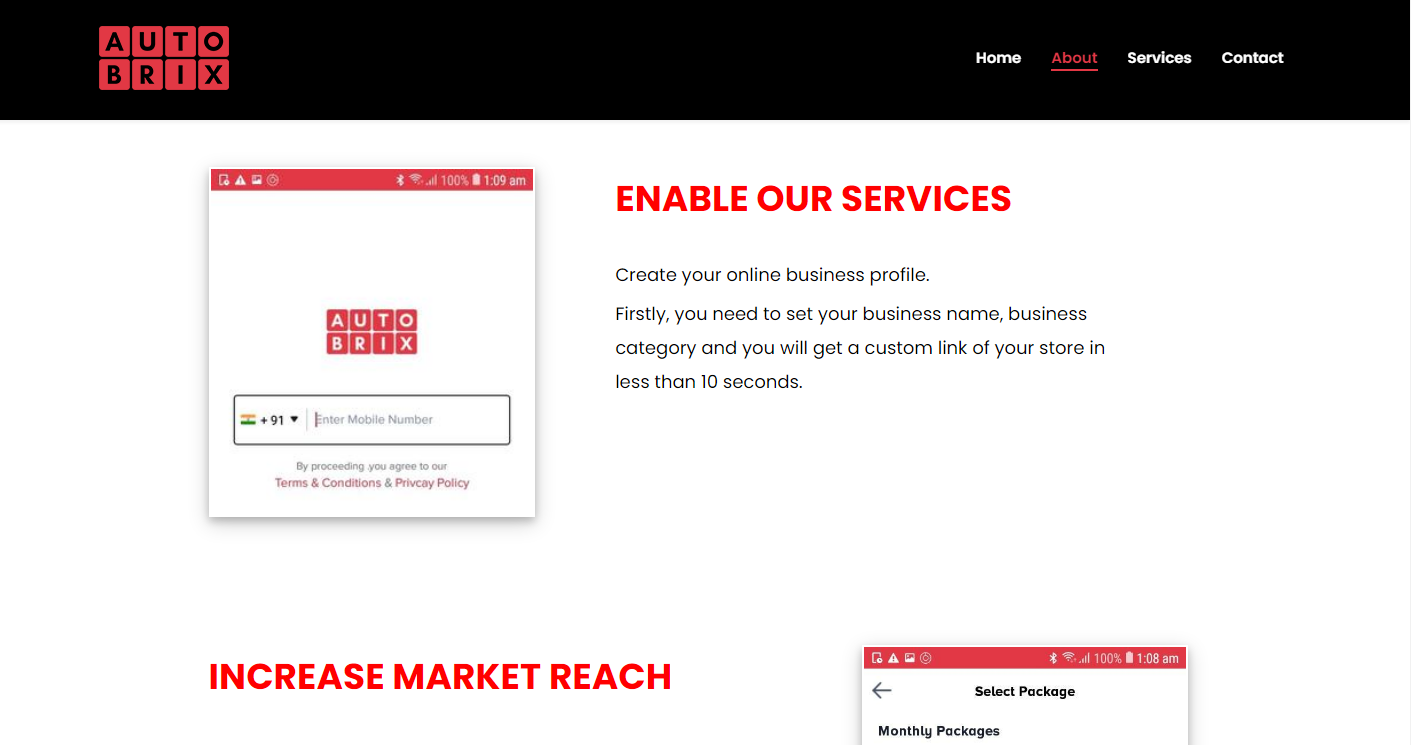 AUTO
BRIX
Home About Services Contact
100% 1:09 am
AUTO
BRIX
+91 Enter Mobile Number
By proceeding .you agree to our
Terms & Conditions & Privcay Policy
ENABLE OUR SERVICES
Create your online business profile.
Firstly, you need to set your business name, business
category and you will get a custom link of your store in
less than 10 seconds.
INCREASE MARKET REACH
100% 1:08 am
Select Package
Monthly Packages